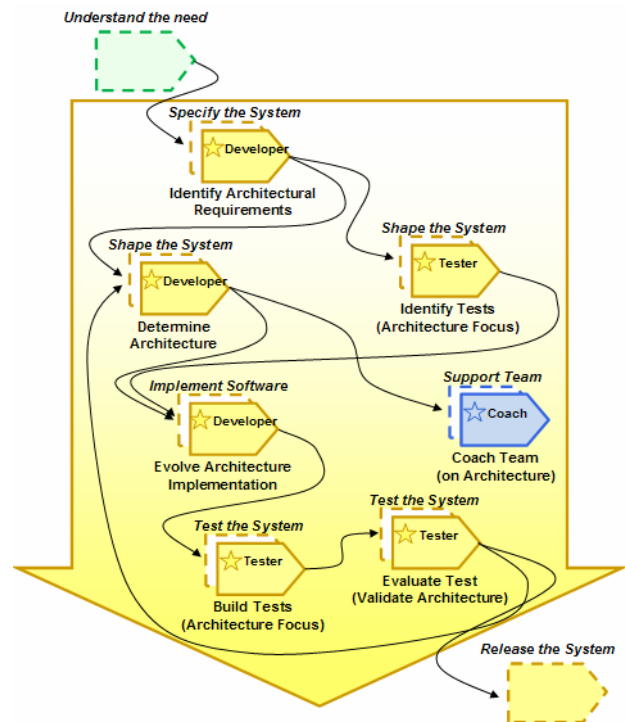 Understand the need
Specify the System
Developer
Identify Architectural
Requirements
Shape the System
Developer
Determine
Architecture
Shape the System
Tester
Identify Tests
(Architecture Focus)
Implement Software
Developer
Evolve Architecture
Implementation
Support Team
Coach
Coach Team
(on Architecture)
Test the System
Tester
Build Tests
(Architecture Focus)
Test the System
Tester
Evaluate Test
(Validate Architecture)
Release the System